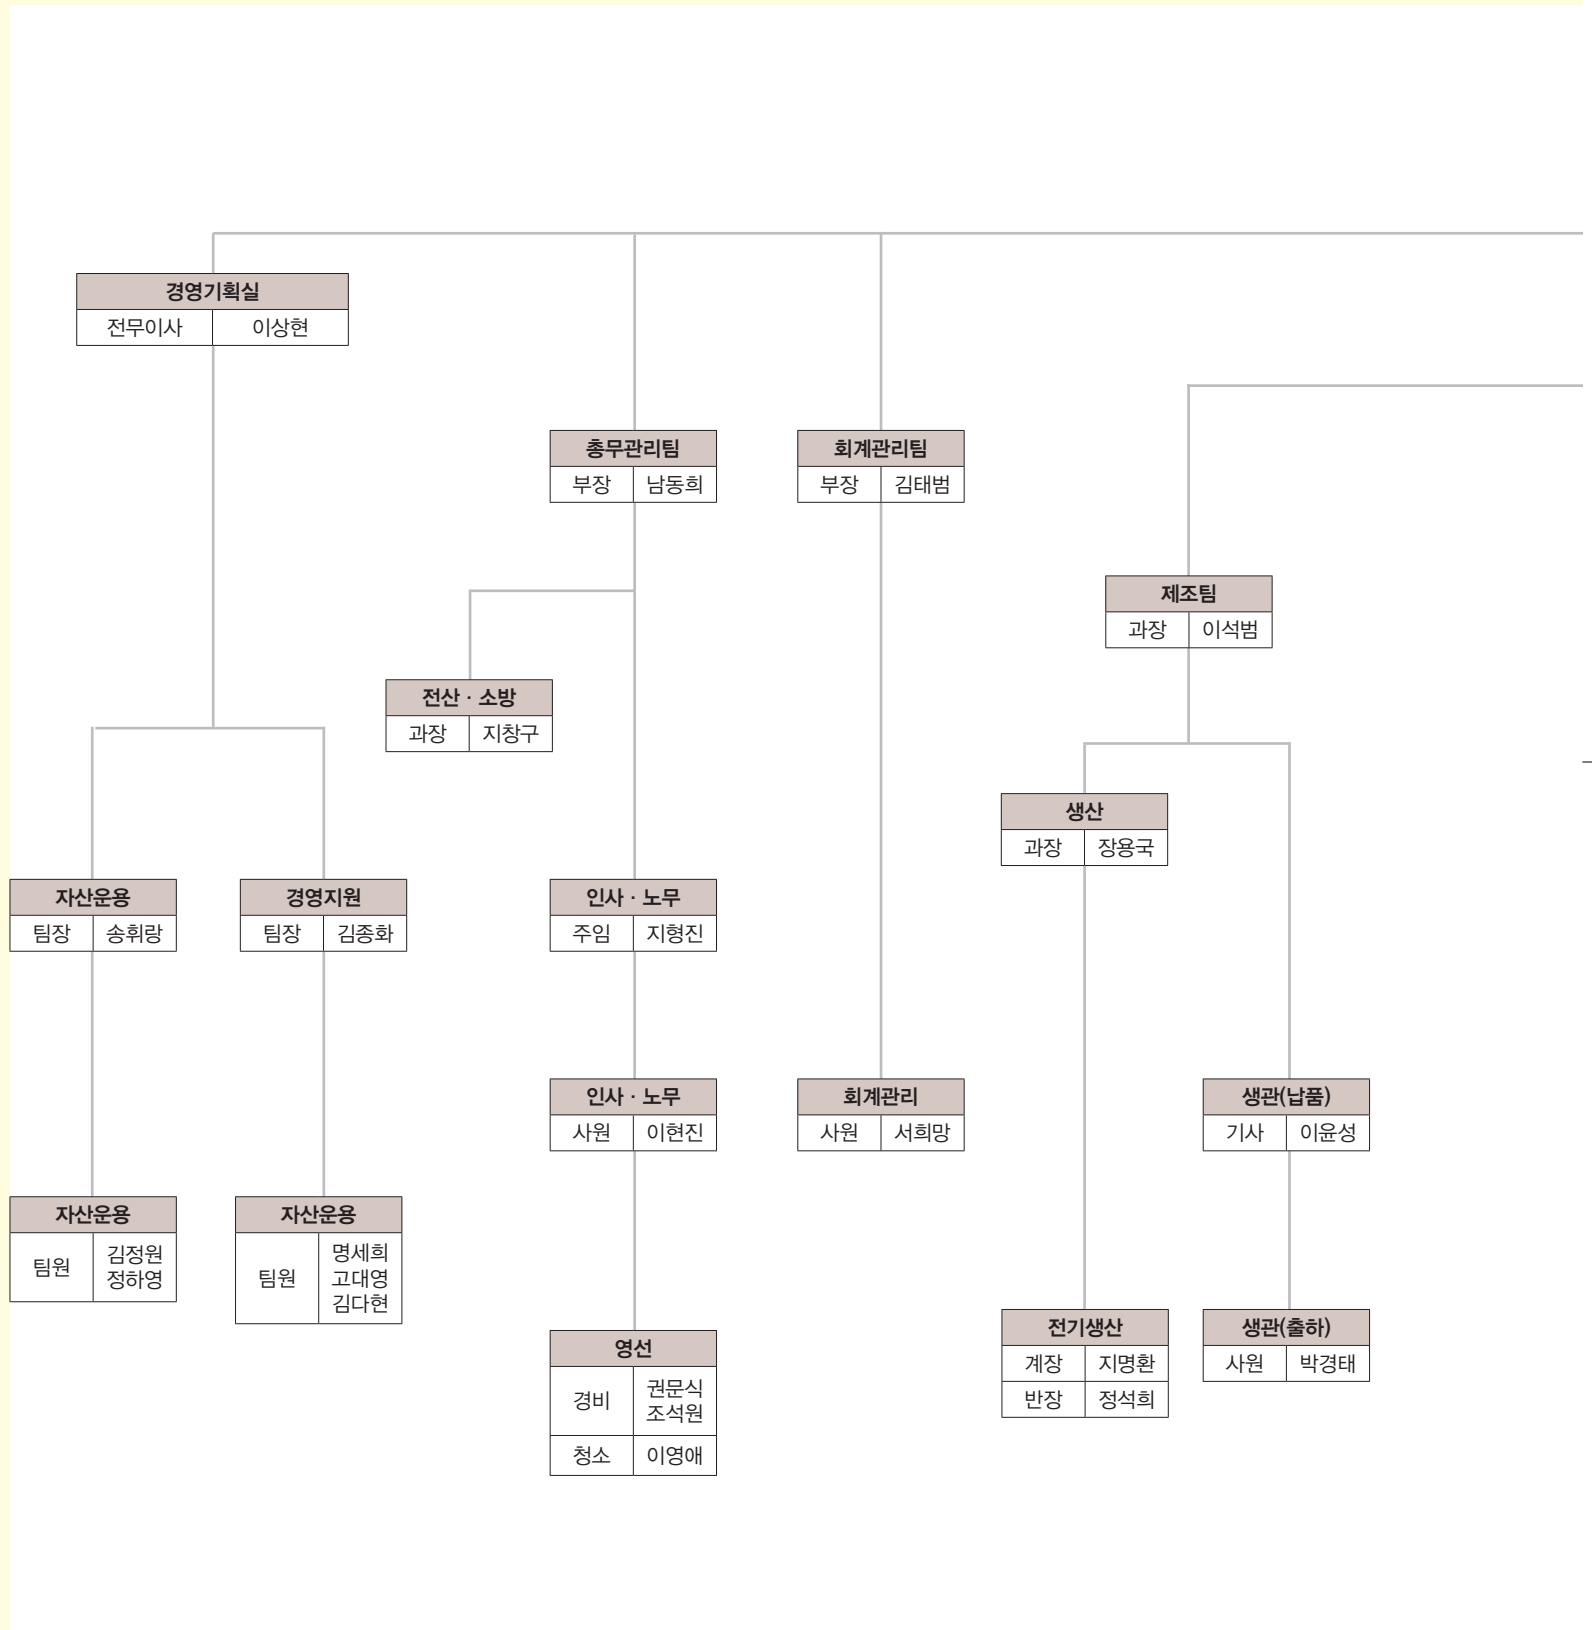 경영기획실
전무이사 이상현
총무관리팀
부장 남동희
회계관리팀
부장 김태범
제조팀
과장 이석범
전산 · 소방
과장 지창구
생산
과장 장용국
자산운용
팀장 송휘랑
경영지원
팀장 김종화
인사 · 노무
주임 지형진
인사 · 노무
사원 이현진
회계관리
사원 서희망
생관(납품)
기사 이윤성
자산운용
팀원 김정원
정하영
자산운용
팀원 명세희
고대영
김다현
전기생산
계장 지명환
반장 정석희
생관(출하)
사원 박경태
영선
경비 권문식
조석원
청소 이영애